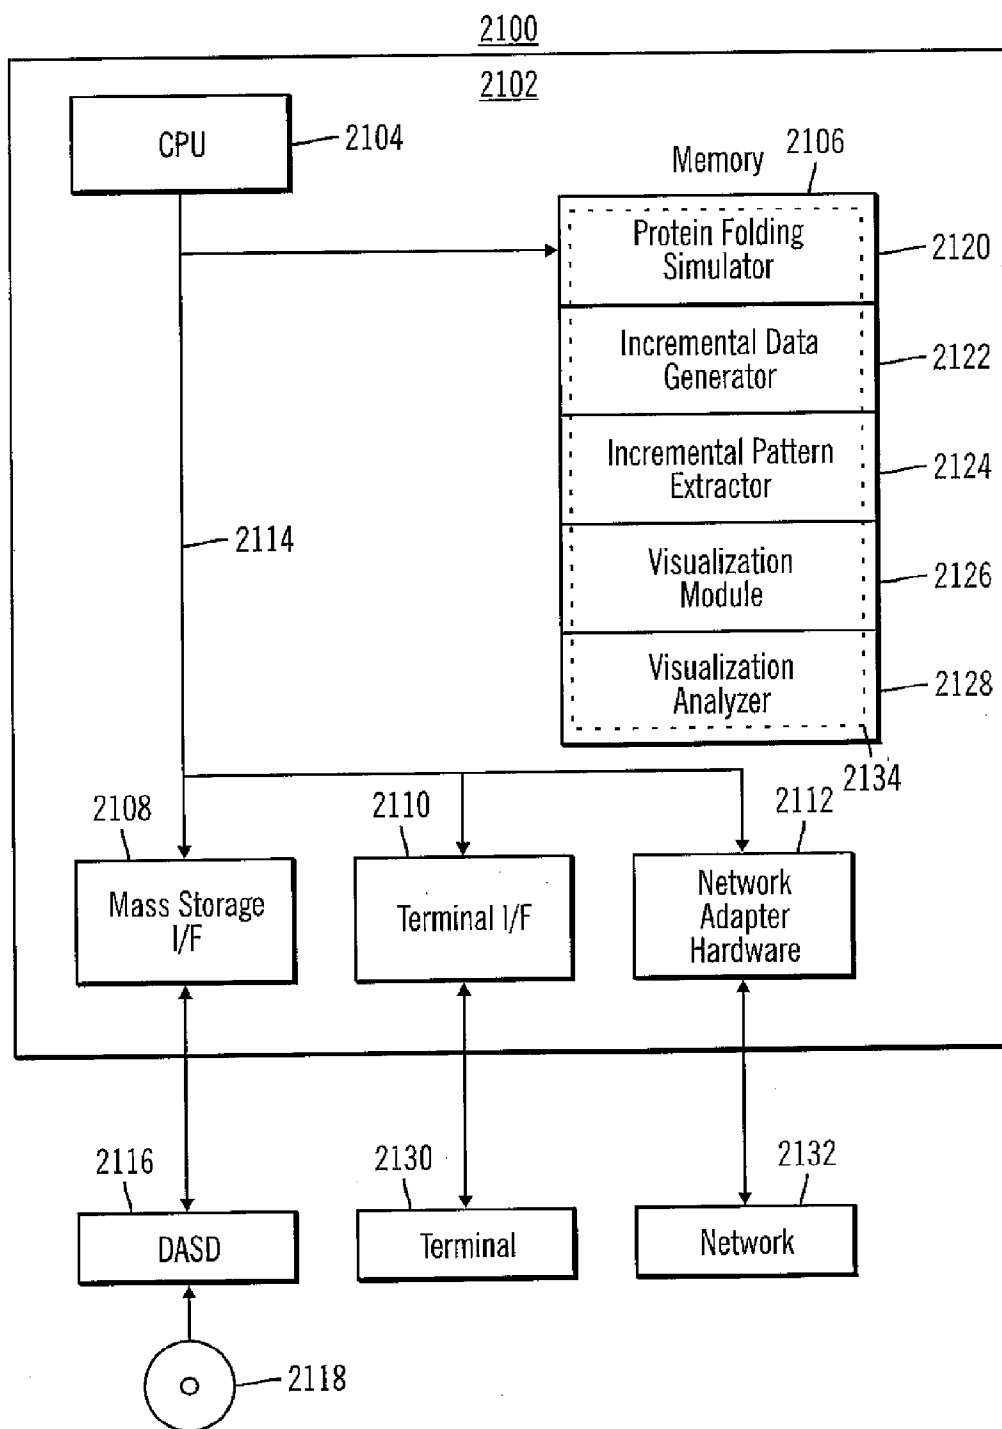 2100
2102
CPU
2104
Memory
2106
Protein Folding
Simulator
2120
Incremental Data
Generator
2122
Incremental Pattern
Extractor
2124
2114
Visualization
Module
2126
Visualization
Analyzer
2128
2134
2108
2110
2112
Mass Storage
I/F
Terminal I/F
Network
Adapter
Hardware
2116
2130
2132
DASD
Terminal
Network
2118